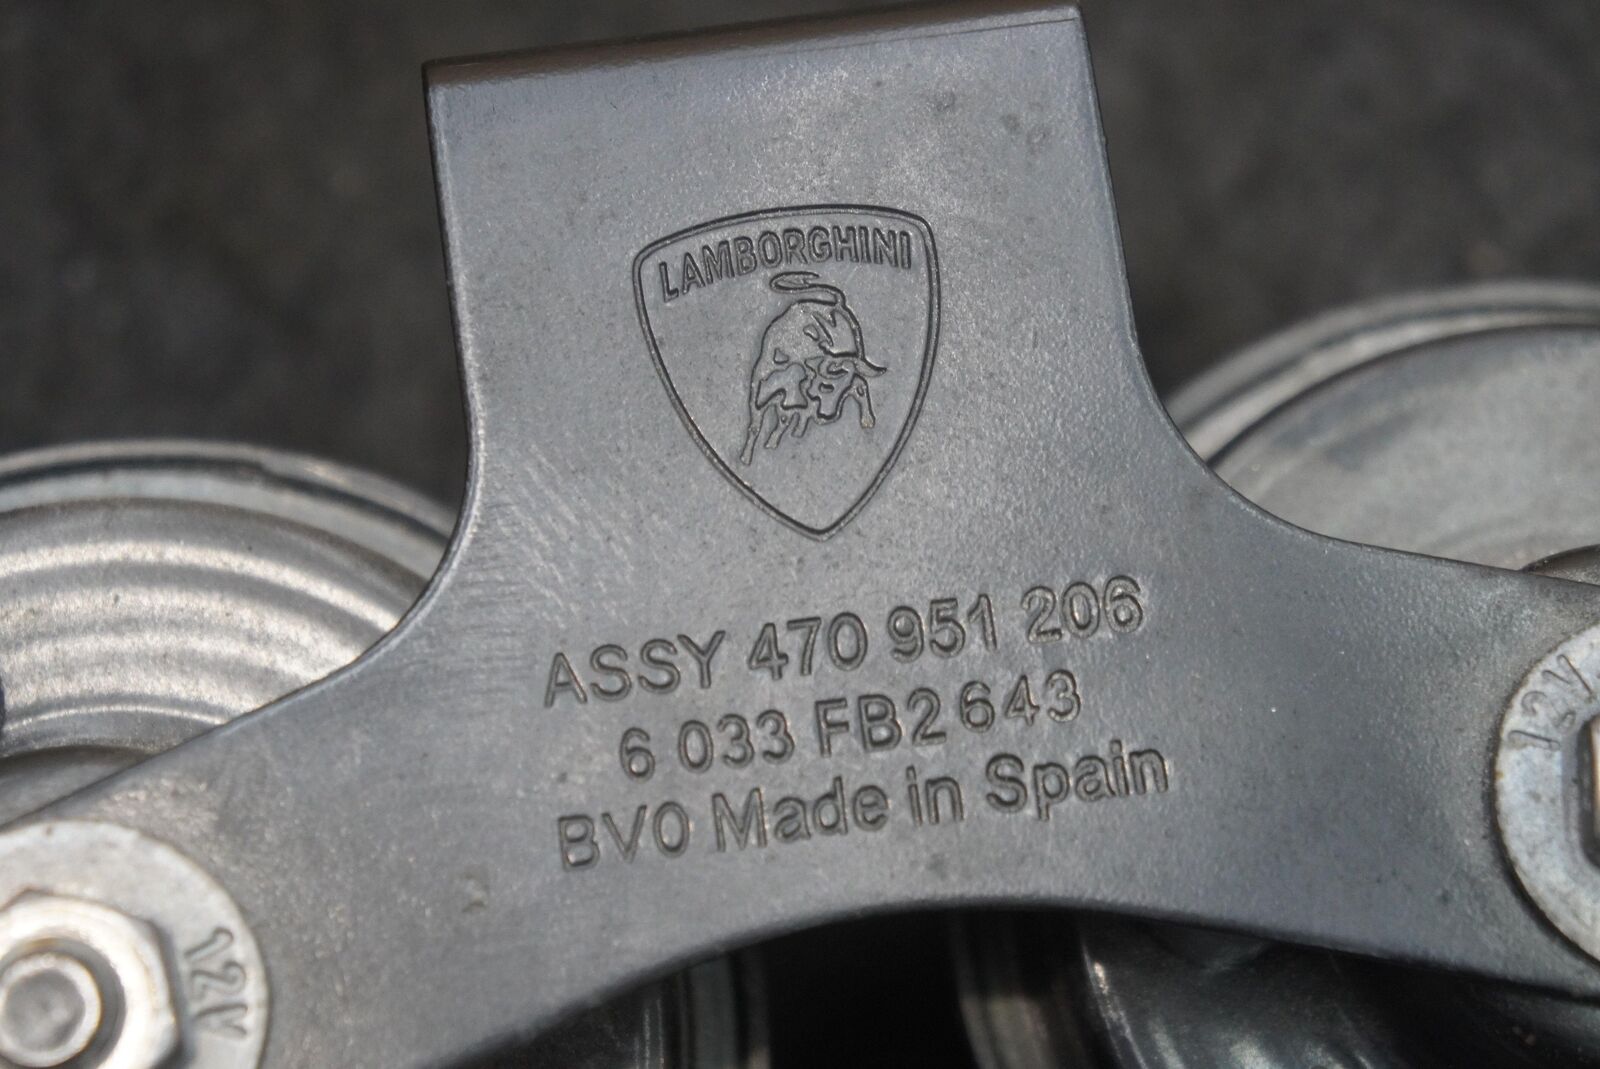 LAMBORGHINI
ASSY 470 951 206
6 033 FB2 643
BV0 Made in Spain
12V
12V